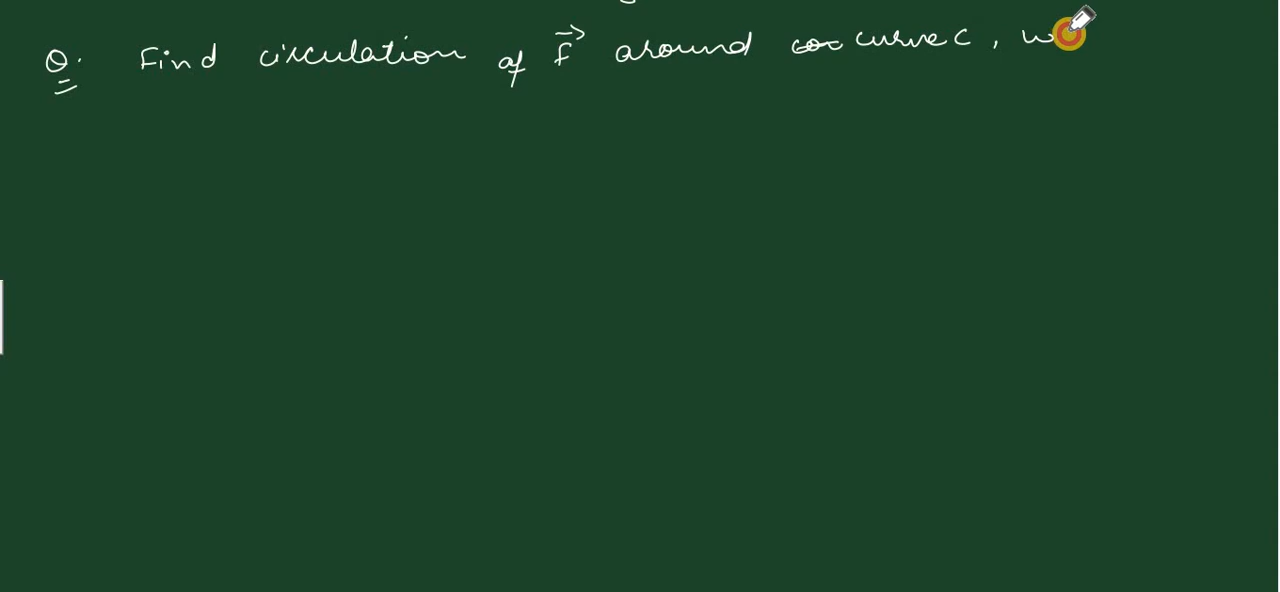 Q. Find circulation of F around curve C, w